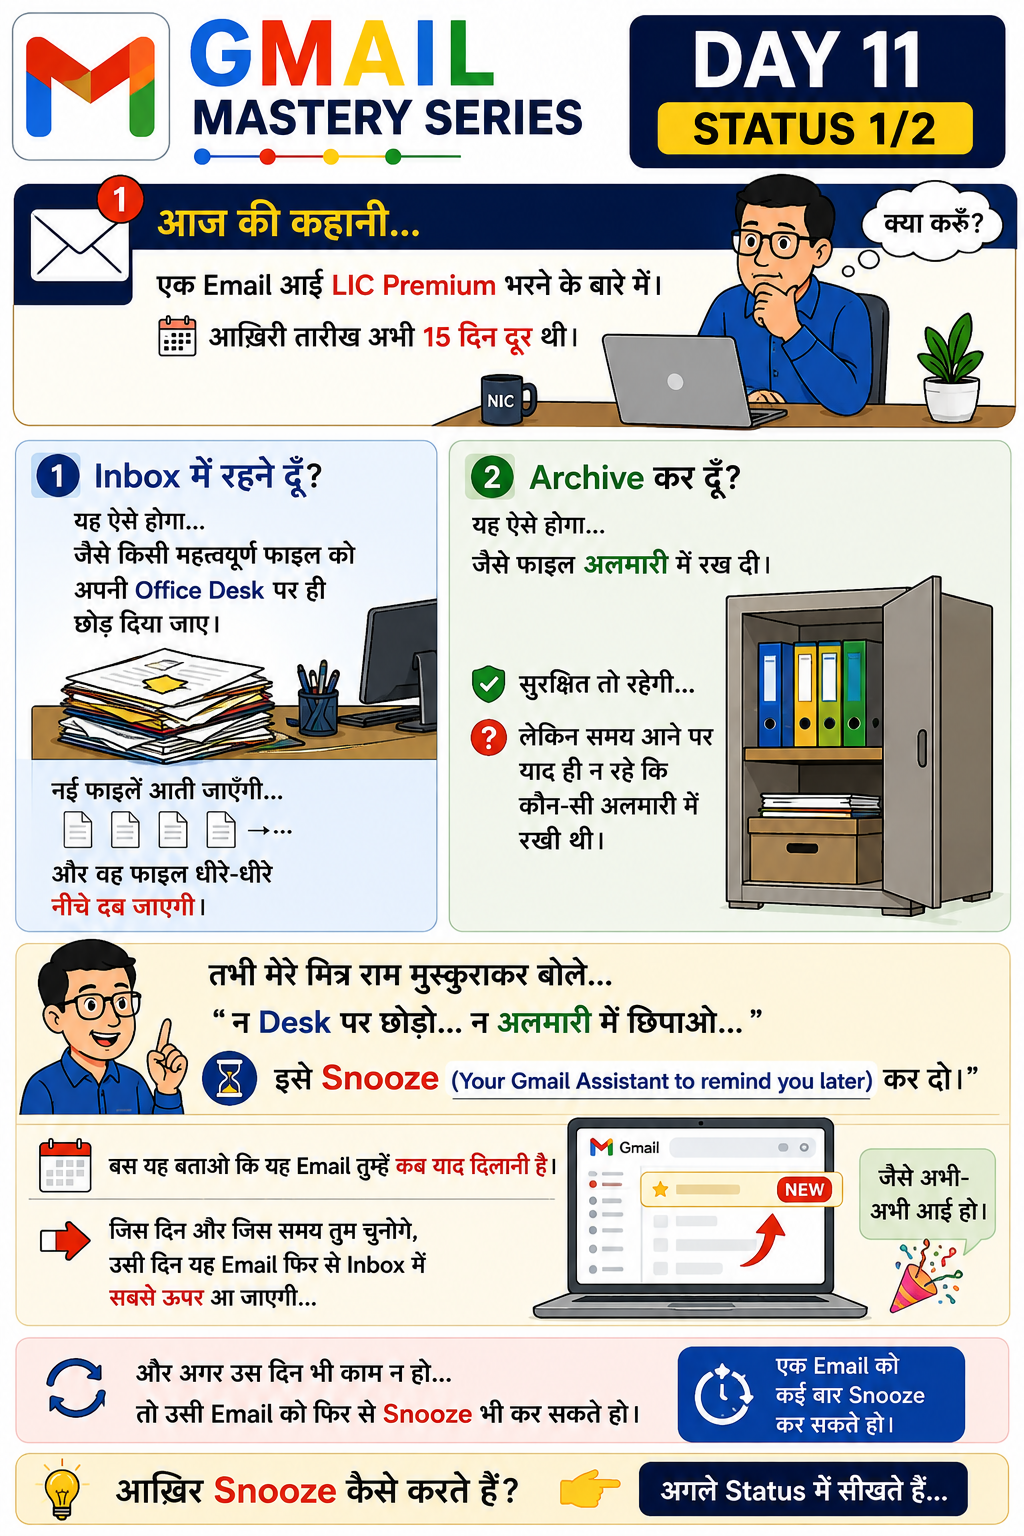 GMAIL
MASTERY SERIES
DAY 11
STATUS 1/2
1
आज की कहानी...
क्या करूँ?
एक Email आई LIC Premium भरने के बारे में।
आख़िरी तारीख अभी 15 दिन दूर थी।
NIC
1 Inbox में रहने दूँ?
यह ऐसे होगा...
जैसे किसी महत्वयूर्ण फाइल को
अपनी Office Desk पर ही
छोड़ दिया जाए।
नई फाइलें आती जाएँगी...
→...
और वह फाइल धीरे-धीरे
नीचे दब जाएगी।
2 Archive कर दूँ?
यह ऐसे होगा...
जैसे फाइल अलमारी में रख दी।
सुरक्षित तो रहेगी...
? लेकिन समय आने पर
याद ही न रहे कि
कौन-सी अलमारी में
रखी थी।
तभी मेरे मित्र राम मुस्कुराकर बोले...
“ न Desk पर छोड़ो... न अलमारी में छिपाओ... ”
इसे Snooze (Your Gmail Assistant to remind you later) कर दो।”
बस यह बताओ कि यह Email तुम्हें कब याद दिलानी है।
जिस दिन और जिस समय तुम चुनोगे,
उसी दिन यह Email फिर से Inbox में
सबसे ऊपर आ जाएगी...
Gmail
NEW
जैसे अभी-
अभी आई हो।
और अगर उस दिन भी काम न हो...
तो उसी Email को फिर से Snooze भी कर सकते हो।
एक Email को
कई बार Snooze
कर सकते हो।
आख़िर Snooze कैसे करते हैं?
अगले Status में सीखते हैं...